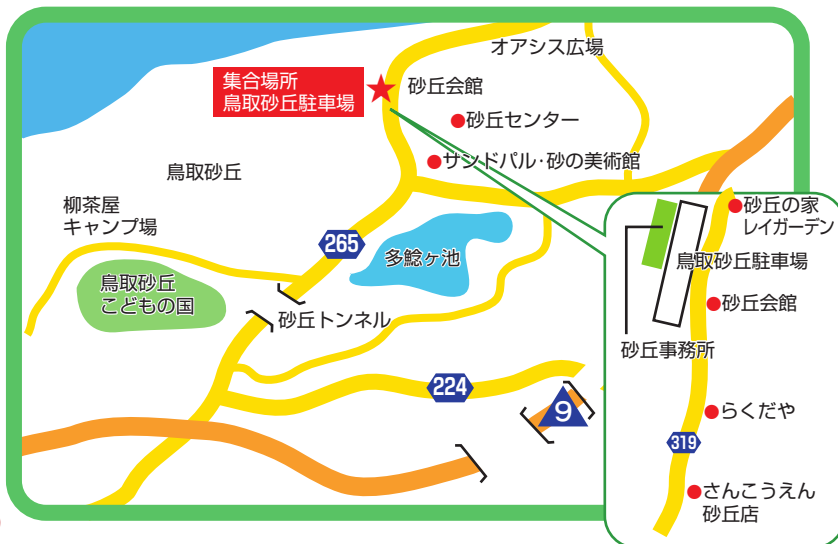 オアシス広場
集合場所
鳥取砂丘駐車場
砂丘会館
砂丘センター
サンドパル・砂の美術館
鳥取砂丘
柳茶屋
キャンプ場
265
多鯰ヶ池
鳥取砂丘
こどもの国
砂丘トンネル
224
9
砂丘の家
レイガーデン
鳥取砂丘駐車場
砂丘会館
砂丘事務所
らくだや
319
さんこうえん
砂丘店